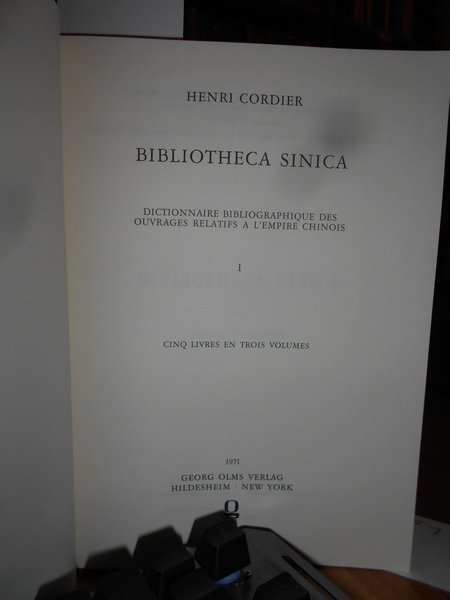 HENRI CORDIER
BIBLIOTHECA SINICA
DICTIONNAIRE BIBLIOGRAPHIQUE DES
OUVRAGES RELATIFS A L'EMPIRE CHINOIS
I
CINQ LIVRES EN TROIS VOLUMES
1971
GEORG OLMS VERLAG
HILDESHEIM · NEW YORK